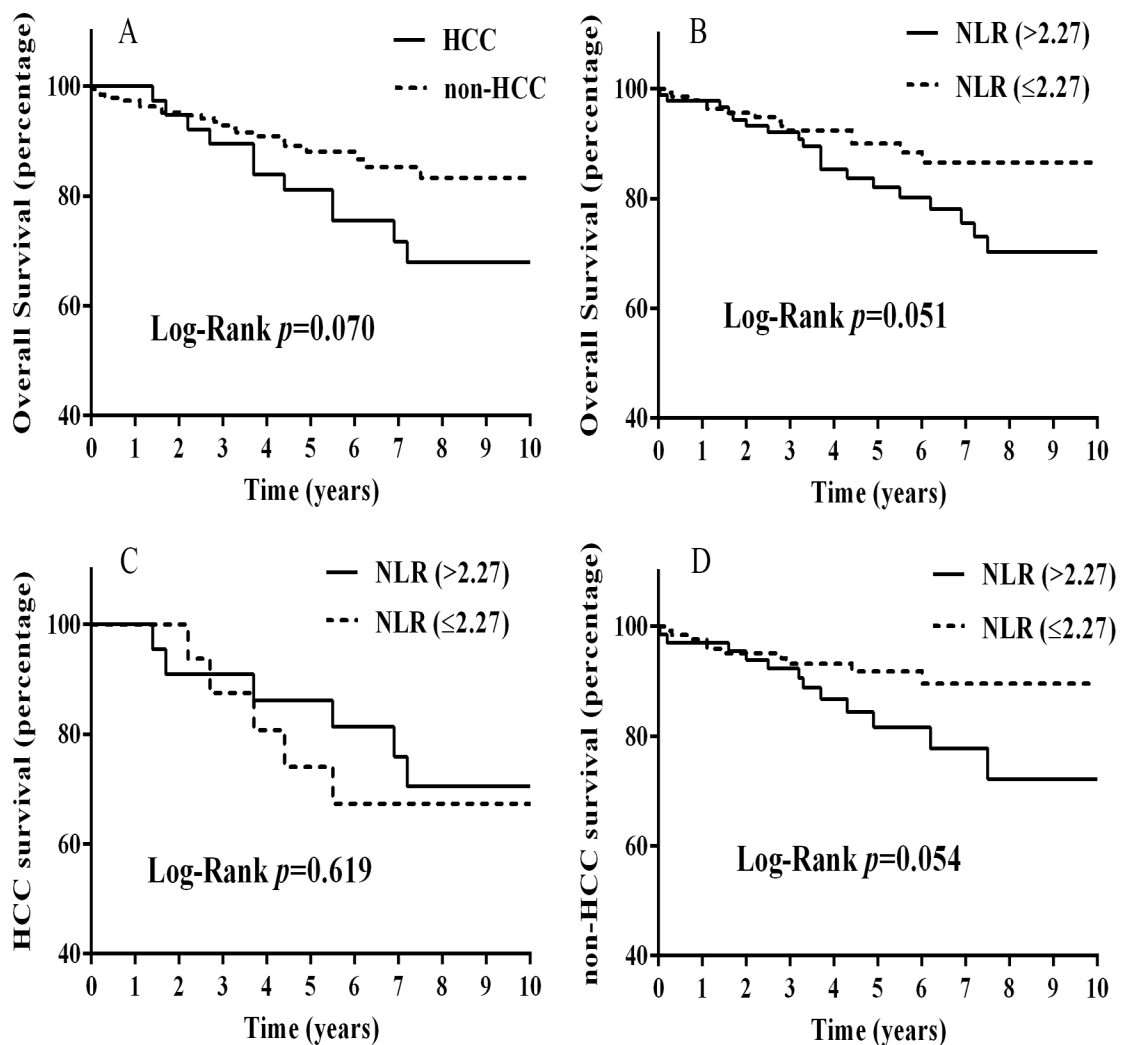 A
HCC
non-HCC
Overall Survival (percentage)
100
80
60
40
Log-Rank p=0.070
0 1 2 3 4 5 6 7 8 9 10
Time (years)
B
NLR (>2.27)
NLR (≤2.27)
Overall Survival (percentage)
100
80
60
40
Log-Rank p=0.051
0 1 2 3 4 5 6 7 8 9 10
Time (years)
C
NLR (>2.27)
NLR (≤2.27)
HCC survival (percentage)
100
80
60
40
Log-Rank p=0.619
0 1 2 3 4 5 6 7 8 9 10
Time (years)
D
NLR (>2.27)
NLR (≤2.27)
non-HCC survival (percentage)
100
80
60
40
Log-Rank p=0.054
0 1 2 3 4 5 6 7 8 9 10
Time (years)